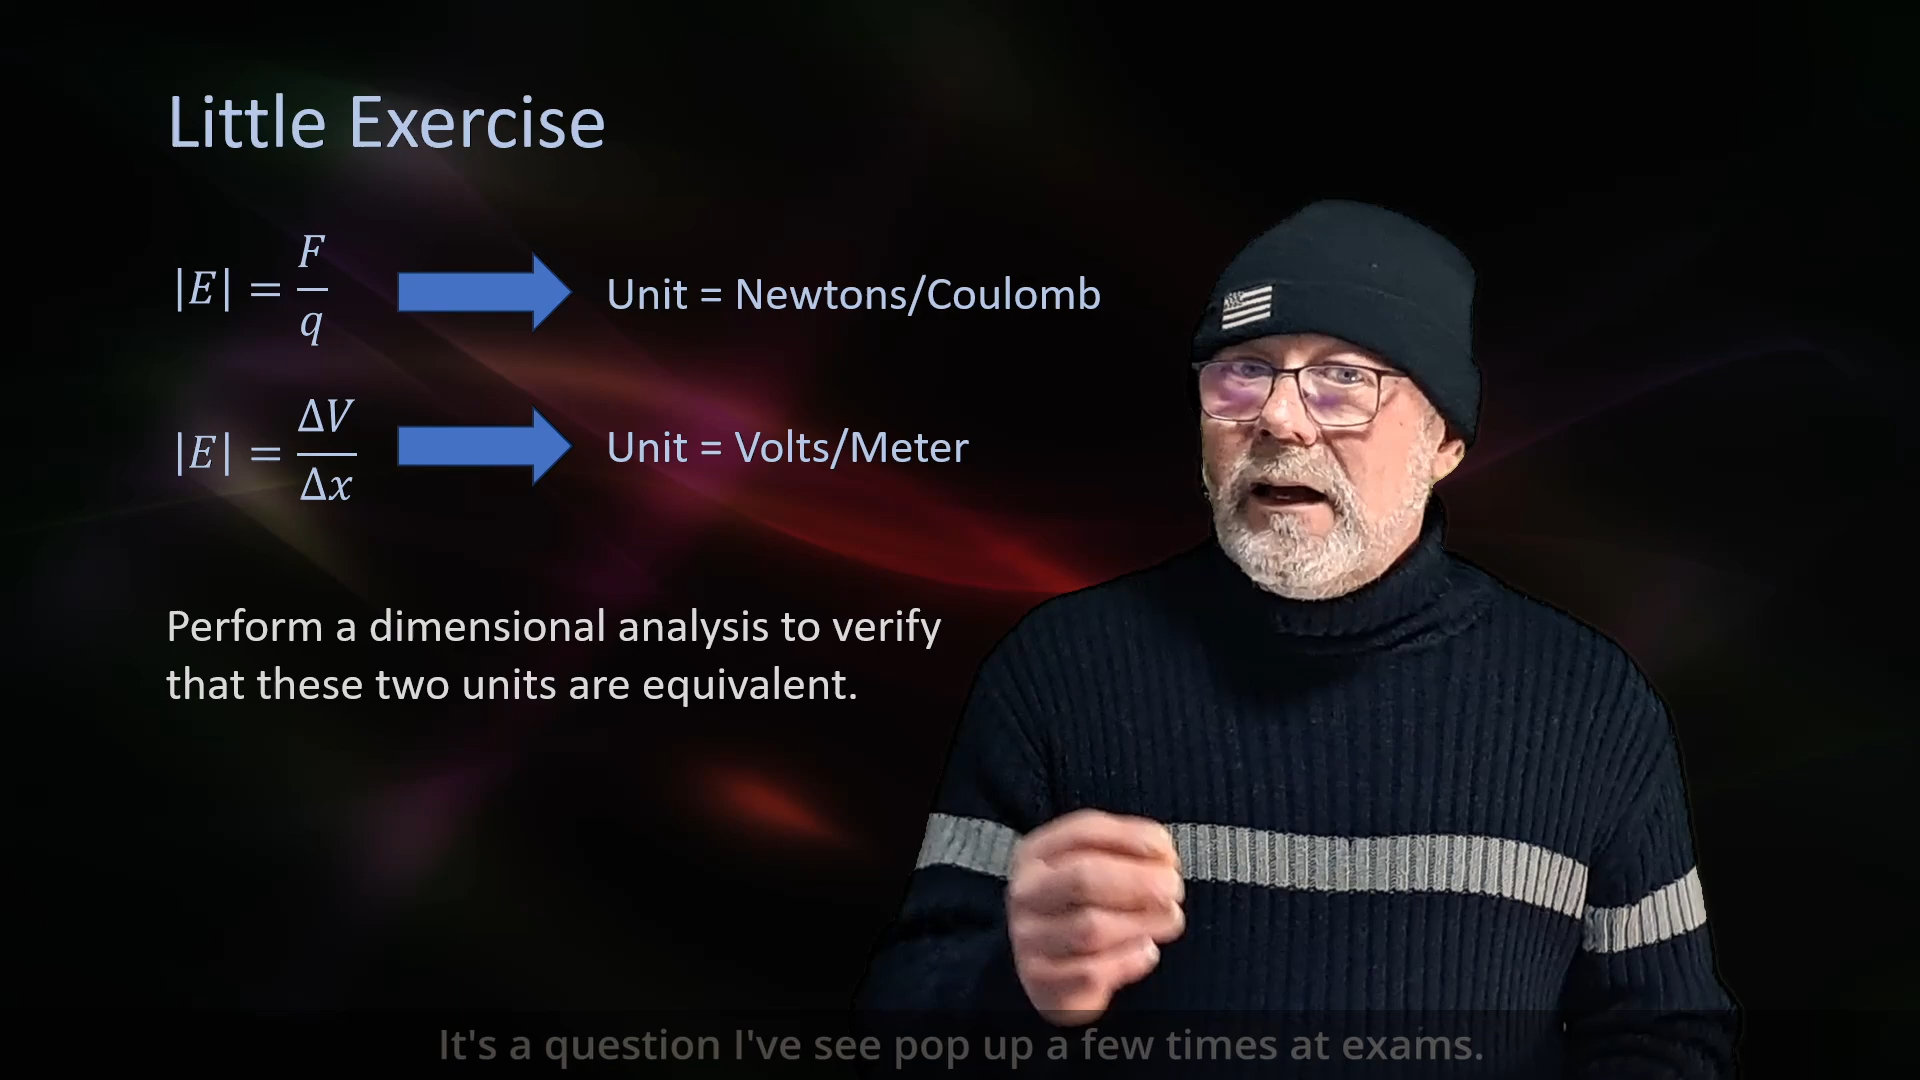 Little Exercise
|E| = F/q
Unit = Newtons/Coulomb
|E| = ΔV/Δx
Unit = Volts/Meter
Perform a dimensional analysis to verify
that these two units are equivalent.
It's a question I've see pop up a few times at exams.